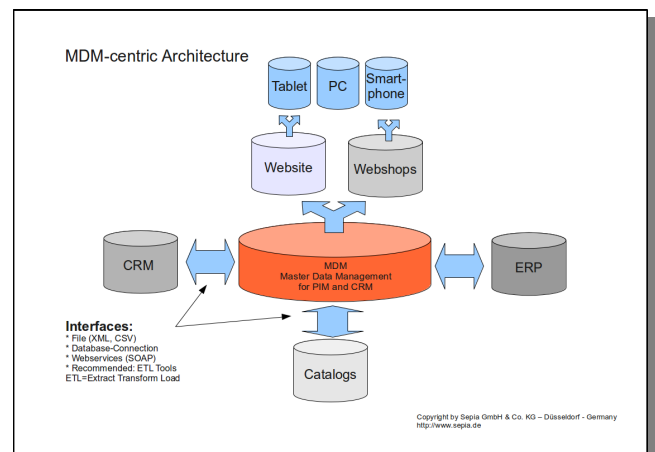 MDM-centric Architecture
Tablet
PC
Smart-
phone
Website
Webshops
CRM
MDM
Master Data Management
for PIM and CRM
ERP
Interfaces:
* File (XML, CSV)
* Database-Connection
* Webservices (SOAP)
* Recommended: ETL Tools
ETL=Extract Transform Load
Catalogs
Copyright by Sepia GmbH & Co. KG – Düsseldorf - Germany
http://www.sepia.de